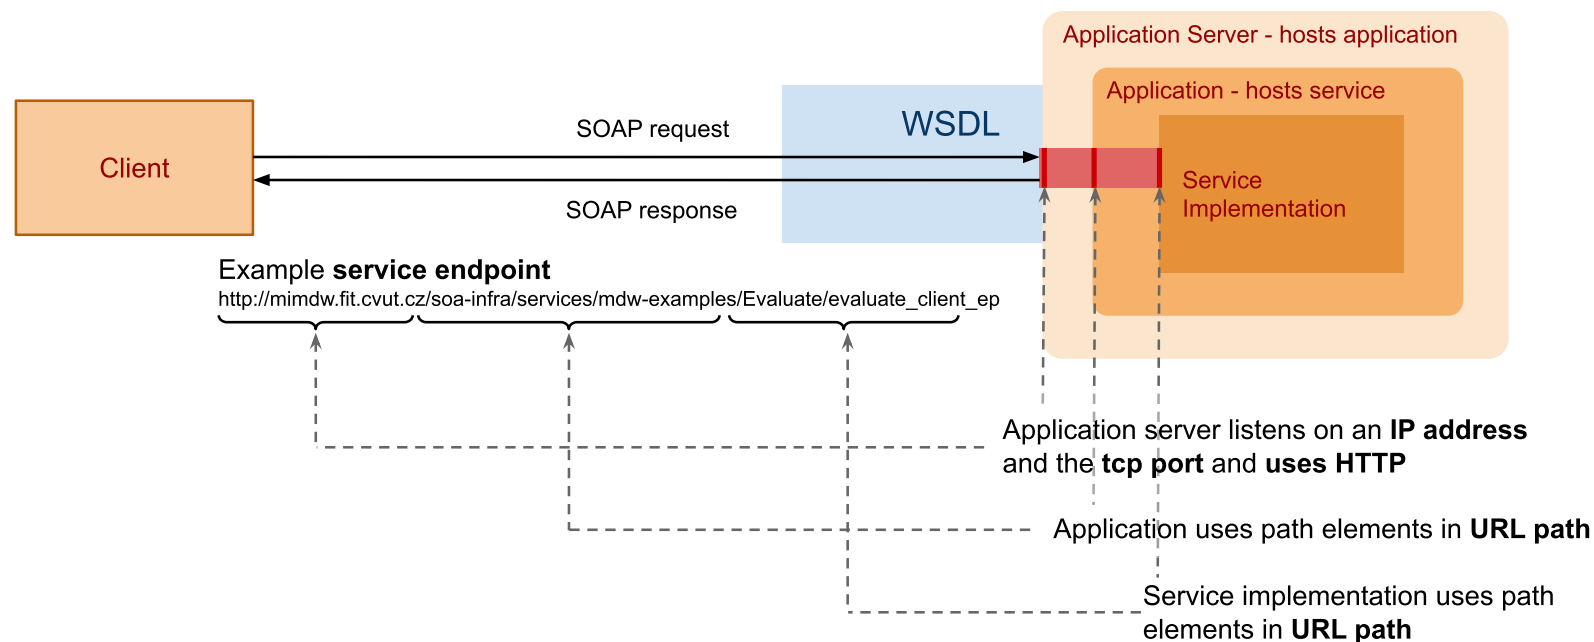 Application Server - hosts application
Application - hosts service
WSDL
SOAP request
Client
Service
Implementation
SOAP response
Example service endpoint
http://mimdw.fit.cvut.cz/soa-infra/services/mdw-examples/Evaluate/evaluate_client_ep
Application server listens on an IP address
and the tcp port and uses HTTP
Application uses path elements in URL path
Service implementation uses path
elements in URL path